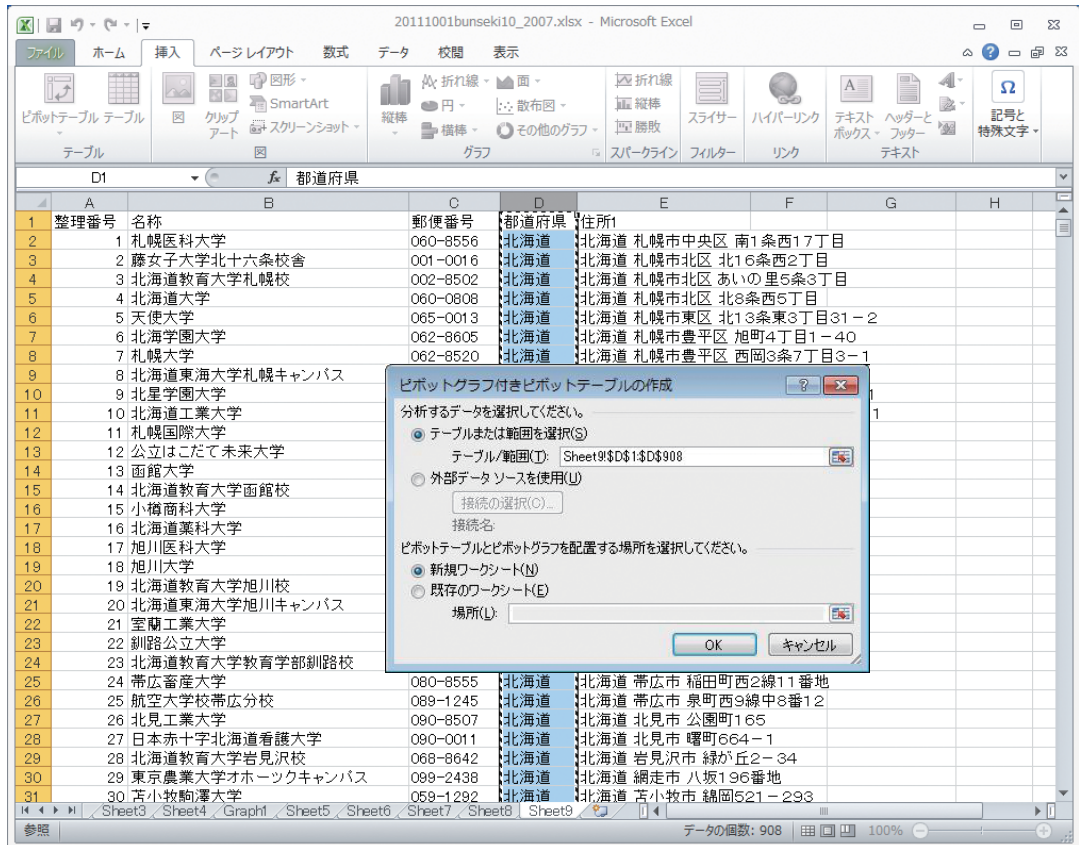 20111001bunseki10_2007.xlsx - Microsoft Excel
ファイル ホーム 挿入 ページ レイアウト 数式 データ 校閲 表示
ピボットテーブル テーブル 図 クリップ アート 図形 SmartArt スクリーンショット
縦棒 折れ線 円 横棒 面 散布図 その他のグラフ
折れ線 縦棒 勝敗 スライサー ハイパーリンク テキスト ボックス ヘッダーと フッター A Ω 記号と 特殊文字
テーブル 図 グラフ スパークライン フィルター リンク テキスト
D1 fx 都道府県
A B C D E F G H
1 整理番号 名称 郵便番号 都道府県 住所1
2 1 札幌医科大学 060-8556 北海道 北海道 札幌市中央区 南1条西17丁目
3 2 藤女子大学北十六条校舎 001-0016 北海道 北海道 札幌市北区 北16条西2丁目
4 3 北海道教育大学札幌校 002-8502 北海道 北海道 札幌市北区 あいの里5条3丁目
5 4 北海道大学 060-0808 北海道 北海道 札幌市北区 北8条西5丁目
6 5 天使大学 065-0013 北海道 北海道 札幌市東区 北13条東3丁目31-2
7 6 北海学園大学 062-8605 北海道 北海道 札幌市豊平区 旭町4丁目1-40
8 7 札幌大学 062-8520 北海道 北海道 札幌市豊平区 西岡3条7丁目3-1
9 8 北海道東海大学札幌キャンパス
10 9 北星学園大学 1
11 10 北海道工業大学 1
12 11 札幌国際大学
13 12 公立はこだて未来大学
14 13 函館大学
15 14 北海道教育大学函館校
16 15 小樽商科大学
17 16 北海道薬科大学
18 17 旭川医科大学
19 18 旭川大学
20 19 北海道教育大学旭川校
21 20 北海道東海大学旭川キャンパス
22 21 室蘭工業大学
23 22 釧路公立大学
24 23 北海道教育大学教育学部釧路校
25 24 帯広畜産大学 080-8555 北海道 北海道 帯広市 稲田町西2線11番地
26 25 航空大学校帯広分校 089-1245 北海道 北海道 帯広市 泉町西9線中8番12
27 26 北見工業大学 090-8507 北海道 北海道 北見市 公園町165
28 27 日本赤十字北海道看護大学 090-0011 北海道 北海道 北見市 曙町664-1
29 28 北海道教育大学岩見沢校 068-8642 北海道 北海道 岩見沢市 緑が丘2-34
30 29 東京農業大学オホーツクキャンパス 099-2438 北海道 北海道 網走市 八坂196番地
31 30 苫小牧駒澤大学 059-1292 北海道 北海道 苫小牧市 錦岡521-293
ピボットグラフ付きピボットテーブルの作成
分析するデータを選択してください。
テーブルまたは範囲を選択(S)
テーブル/範囲(T): Sheet9!$D$1:$D$908
外部データ ソースを使用(U)
接続の選択(C)...
接続名:
ピボットテーブルとピボットグラフを配置する場所を選択してください。
新規ワークシート(N)
既存のワークシート(E)
場所(L):
OK キャンセル
Sheet3 Sheet4 Graph1 Sheet5 Sheet6 Sheet7 Sheet8 Sheet9
参照 データの個数: 908 100%